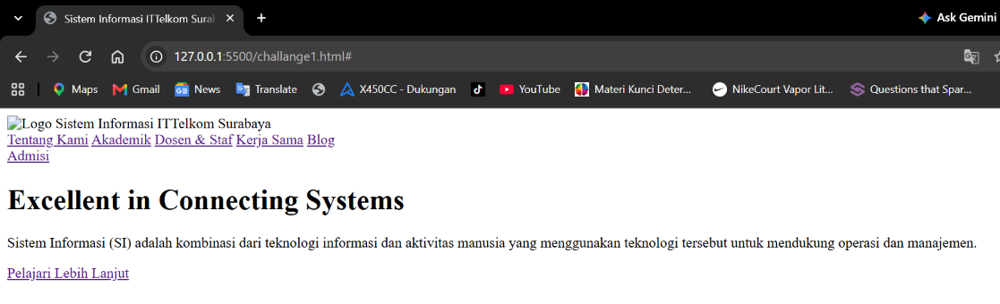 Sistem Informasi ITTelkom Sural
Ask Gemini
127.0.0.1:5500/challange1.html#
Maps Gmail News Translate X450CC - Dukungan YouTube Materi Kunci Deter... NikeCourt Vapor Lit... Questions that Spar...
Logo Sistem Informasi ITTelkom Surabaya
Tentang Kami Akademik Dosen & Staf Kerja Sama Blog
Admisi
Excellent in Connecting Systems
Sistem Informasi (SI) adalah kombinasi dari teknologi informasi dan aktivitas manusia yang menggunakan teknologi tersebut untuk mendukung operasi dan manajemen.
Pelajari Lebih Lanjut